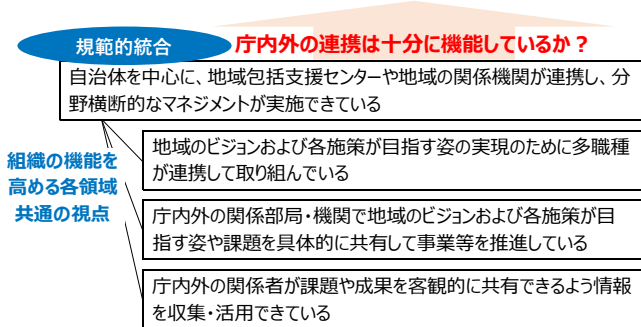 規範的統合
庁内外の連携は十分に機能しているか？
自治体を中心に、地域包括支援センターや地域の関係機関が連携し、分
野横断的なマネジメントが実施できている
地域のビジョンおよび各施策が目指す姿の実現のために多職種
が連携して取り組んでいる
組織の機能を
高める各領域
共通の視点
庁内外の関係部局・機関で地域のビジョンおよび各施策が目
指す姿や課題を具体的に共有して事業等を推進している
庁内外の関係者が課題や成果を客観的に共有できるよう情報
を収集・活用できている